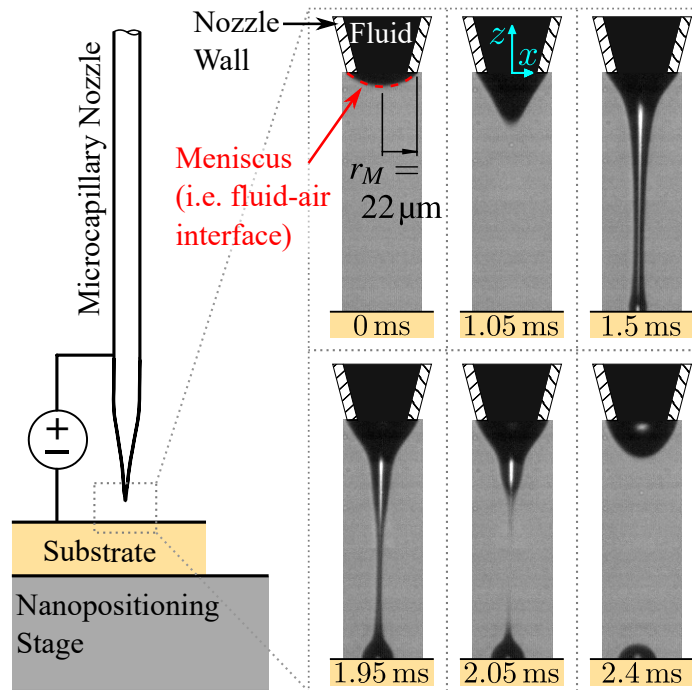 Microcapillary Nozzle
+
−
Substrate
Nanopositioning
Stage
Nozzle
Wall
Fluid
Meniscus
(i.e. fluid-air
interface)
r_M =
22 µm
z
x
0 ms
1.05 ms
1.5 ms
1.95 ms
2.05 ms
2.4 ms